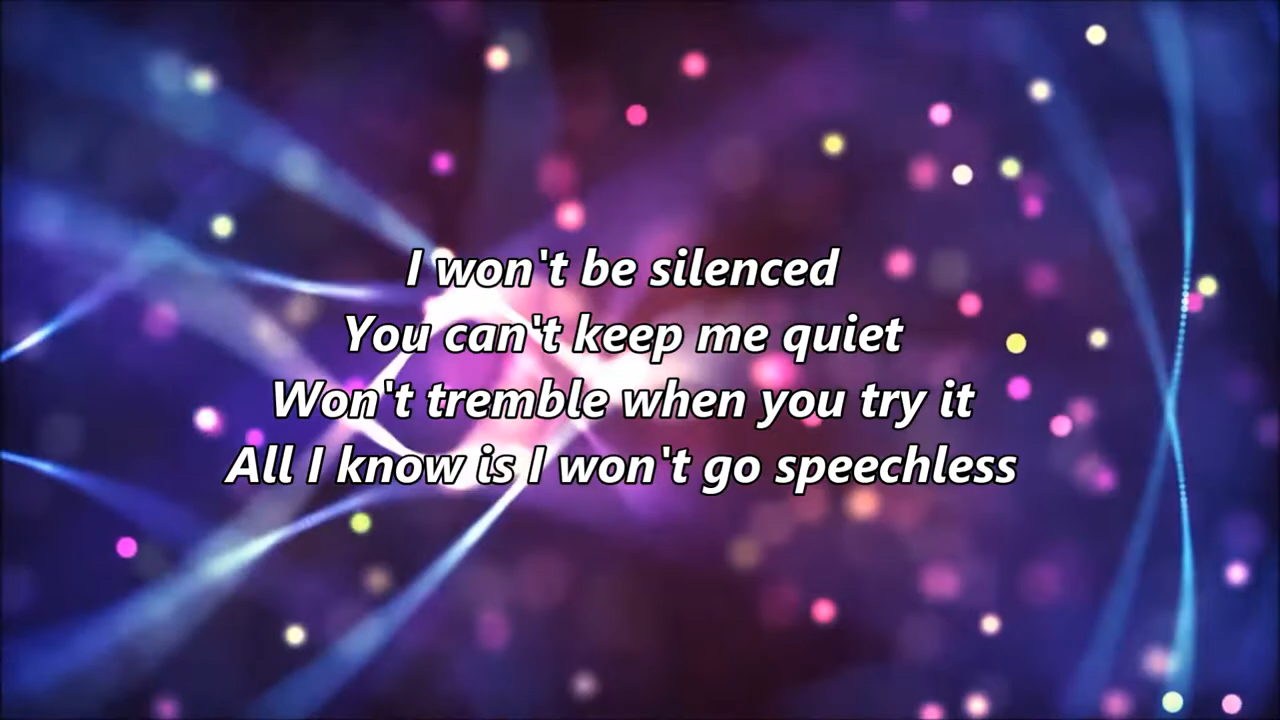 I won't be silenced
You can't keep me quiet
Won't tremble when you try it
All I know is I won't go speechless